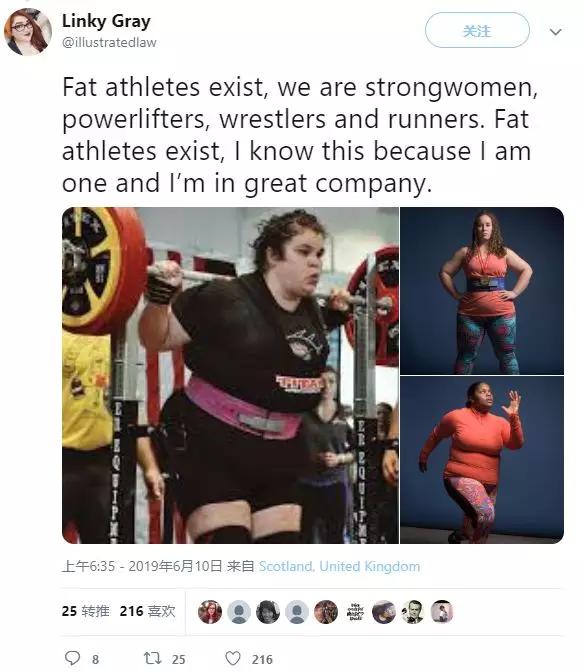 Linky Gray
@illustratedlaw
关注
Fat athletes exist, we are strongwomen,
powerlifters, wrestlers and runners. Fat
athletes exist, I know this because I am
one and I'm in great company.
TITAN
ER EQUIPM
ER EQUIPM
上午6:35 - 2019年6月10日 来自 Scotland, United Kingdom
25 转推 216 喜欢
8 25 216